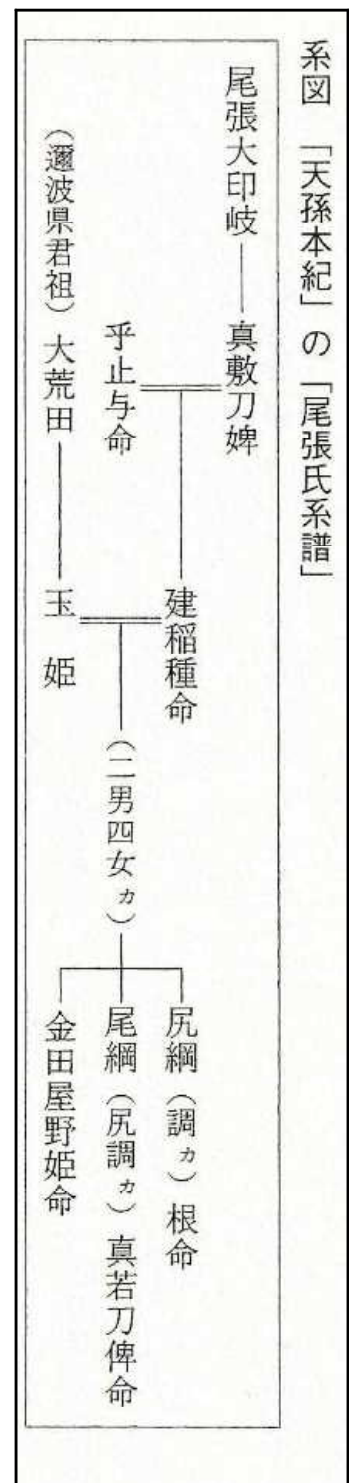 系図 「天孫本紀」の「尾張氏系譜」
尾張大印岐 真敷刀婢
乎止与命
建稲種命
(邇波県君祖)大荒田 玉 姫
(二男四女ヵ)
尻綱(調ヵ)根命
尾綱(尻調ヵ)真若刀俾命
金田屋野姫命